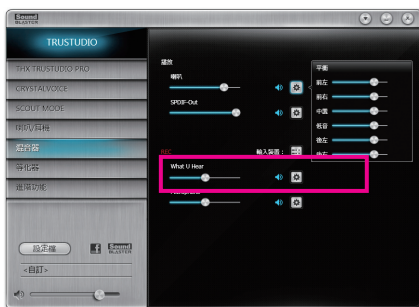 Sound
BLASTER
TRUSTUDIO
THX TRUSTUDIO PRO
CRYSTALVOICE
SCOUT MODE
喇叭/耳機
混音器
等化器
進階功能
設定檔
f
Sound
BLASTER
<自訂>
播放
喇叭
SPDIF-Out
平衡
前左
前右
中置
低音
後左
後右
REC
輸入裝置：
What U Hear